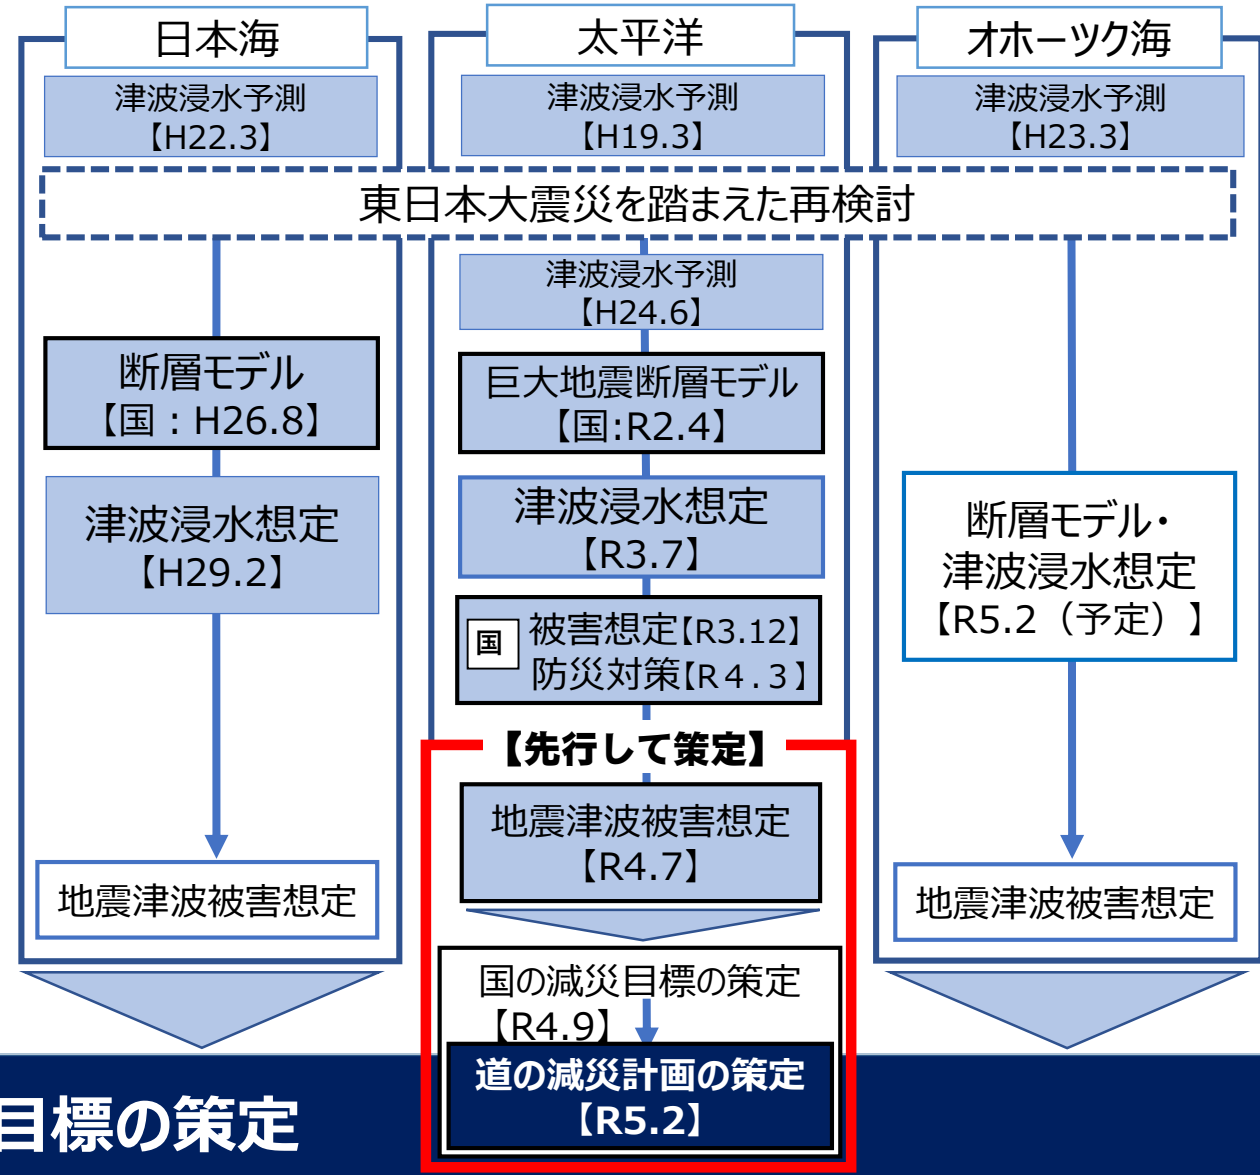 日本海
津波浸水予測
【H22.3】
太平洋
津波浸水予測
【H19.3】
オホーツク海
津波浸水予測
【H23.3】
東日本大震災を踏まえた再検討
断層モデル
【国：H26.8】
津波浸水想定
【H29.2】
地震津波被害想定
津波浸水予測
【H24.6】
巨大地震断層モデル
【国:R2.4】
津波浸水想定
【R3.7】
国
被害想定【R3.12】
防災対策【R４.３】
【先行して策定】
地震津波被害想定
【R4.7】
国の減災目標の策定
【R4.9】
道の減災計画の策定
【R5.2】
断層モデル・
津波浸水想定
【R5.2（予定）】
地震津波被害想定
目標の策定